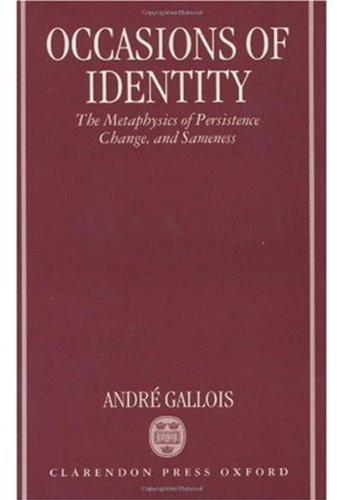 OCCASIONS OF
IDENTITY
The Metaphysics of Persistence
Change, and Sameness
ANDRÉ GALLOIS
CLARENDON PRESS OXFORD